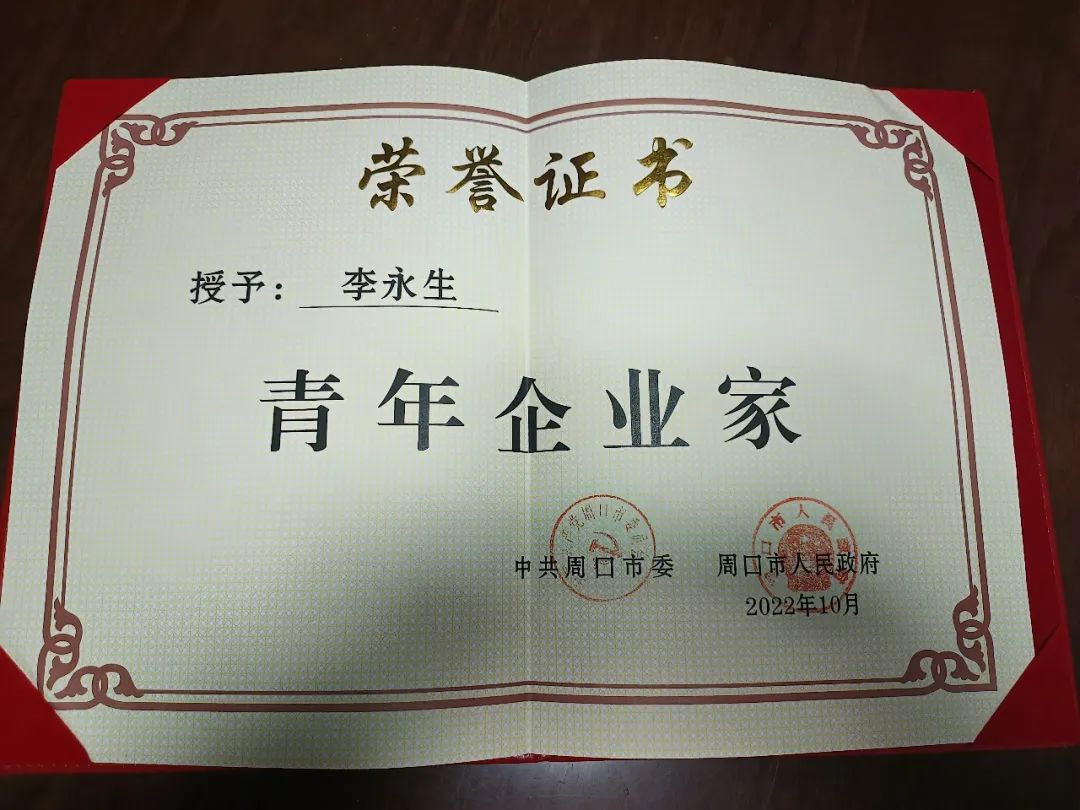 荣誉证书
授予：李永生
青年企业家
中共周口市委 周口市人民政府
2022年10月